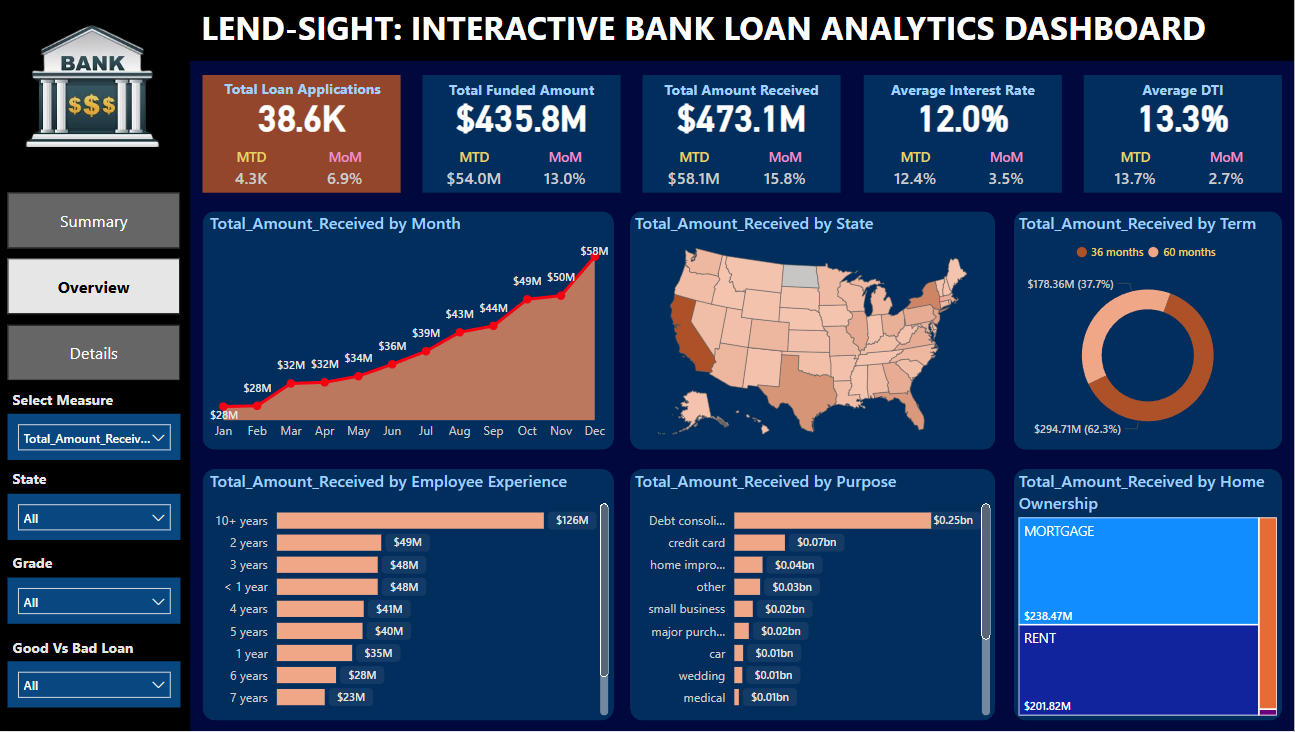 LEND-SIGHT: INTERACTIVE BANK LOAN ANALYTICS DASHBOARD
BANK
$$$
Total Loan Applications
38.6K
MTD MoM
4.3K 6.9%
Total Funded Amount
$435.8M
MTD MoM
$54.0M 13.0%
Total Amount Received
$473.1M
MTD MoM
$58.1M 15.8%
Average Interest Rate
12.0%
MTD MoM
12.4% 3.5%
Average DTI
13.3%
MTD MoM
13.7% 2.7%
Summary
Overview
Details
Select Measure
Total_Amount_Receiv...
State
All
Grade
All
Good Vs Bad Loan
All
Total_Amount_Received by Month
$28M $28M $32M $32M $34M $36M $39M $43M $44M $49M $50M $58M
Jan Feb Mar Apr May Jun Jul Aug Sep Oct Nov Dec
Total_Amount_Received by State
Total_Amount_Received by Term
36 months 60 months
$178.36M (37.7%)
$294.71M (62.3%)
Total_Amount_Received by Employee Experience
10+ years $126M
2 years $49M
3 years $48M
< 1 year $48M
4 years $41M
5 years $40M
1 year $35M
6 years $28M
7 years $23M
Total_Amount_Received by Purpose
Debt consoli... $0.25bn
credit card $0.07bn
home impro... $0.04bn
other $0.03bn
small business $0.02bn
major purch... $0.02bn
car $0.01bn
wedding $0.01bn
medical $0.01bn
Total_Amount_Received by Home
Ownership
MORTGAGE
$238.47M
RENT
$201.82M